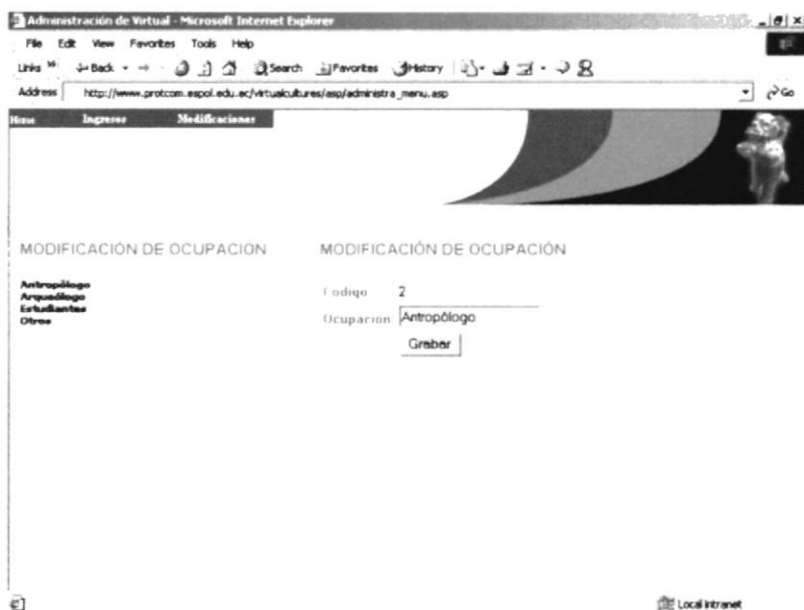 Administración de Virtual - Microsoft Internet Explorer
File Edit View Favorites Tools Help
Links » Back Search Favorites History
Address http://www.protcom.espol.edu.ec/virtualcultures/asp/administra_menu.asp Go
Home Ingresos Modificaciones
MODIFICACIÓN DE OCUPACIÓN
Antropólogo
Arqueólogo
Estudiantes
Otros
MODIFICACIÓN DE OCUPACIÓN
Codigo 2
Ocupacion: Antropólogo
Grabar
Local intranet